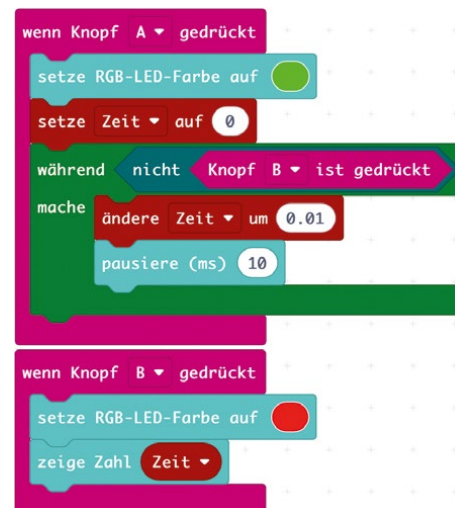 wenn Knopf A gedrückt
setze RGB-LED-Farbe auf
setze Zeit auf 0
während nicht Knopf B ist gedrückt
mache
ändere Zeit um 0.01
pausiere (ms) 10
wenn Knopf B gedrückt
setze RGB-LED-Farbe auf
zeige Zahl Zeit